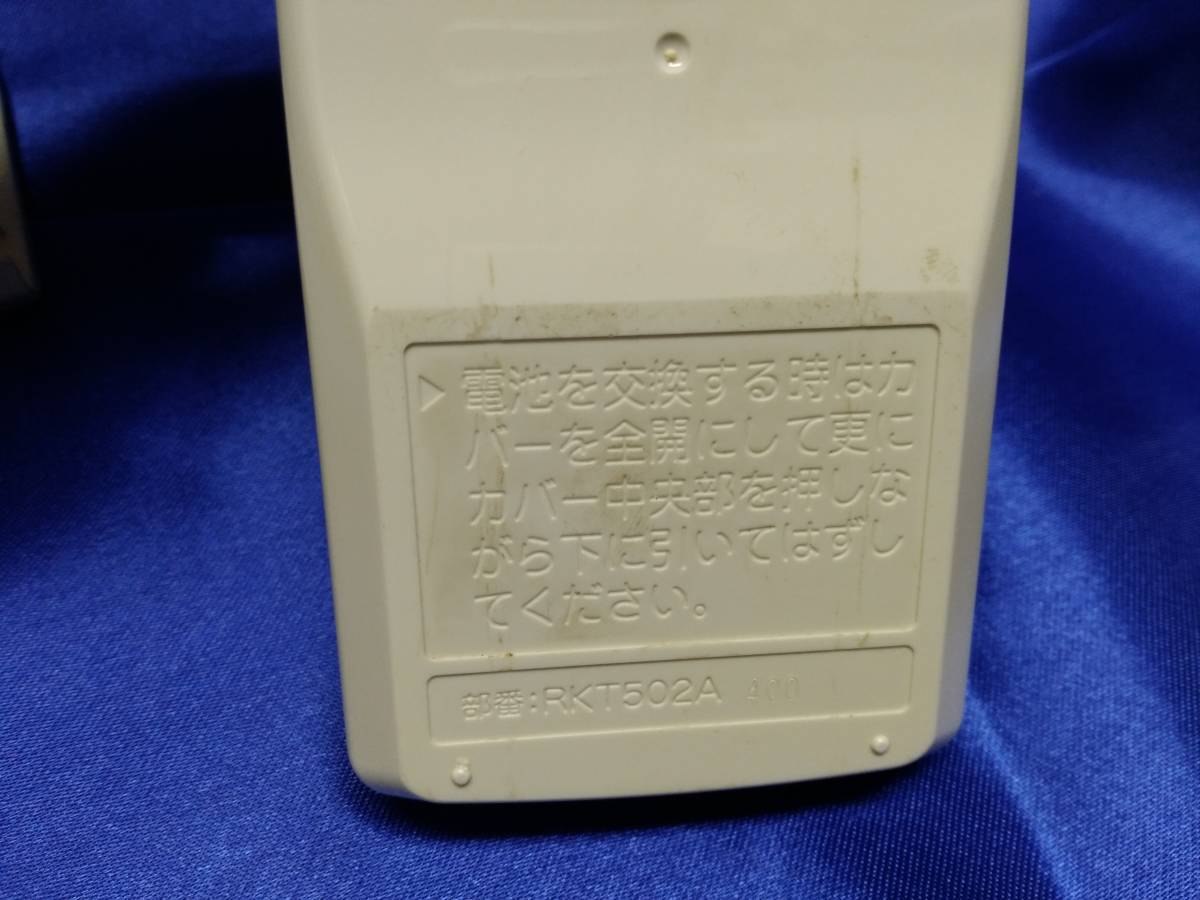 ▷ 電池を交換する時はカ
バーを全開にして更に
カバー中央部を押しな
がら下に引いてはずし
てください。
部番:RKT502A 400